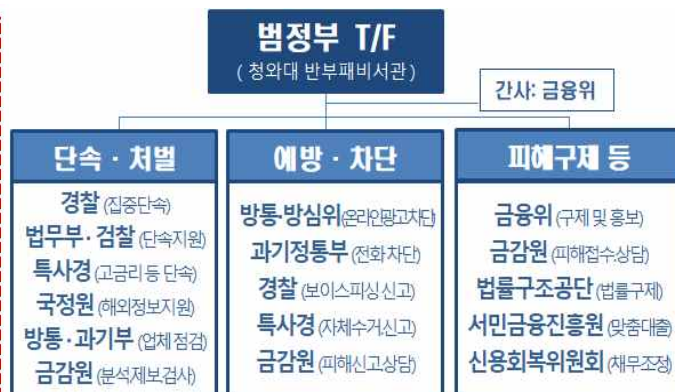 범정부 T/F
( 청와대 반부패비서관 )
간사: 금융위
단속 · 처벌
경찰 (집중단속)
법무부 · 검찰 (단속지원)
특사경 (고금리 등 단속)
국정원 (해외정보지원)
방통 · 과기부 (업체 점검)
금감원 (분석제보검사)
예방 · 차단
방통·방심위(온라인광고차단)
과기정통부 (전화 차단)
경찰 (보이스피싱 신고)
특사경 (자체수거신고)
금감원 (피해신고상담)
피해구제 등
금융위 (구제 및 홍보)
금감원 (피해접수상담)
법률구조공단 (법률구제)
서민금융진흥원 (맞춤대출)
신용회복위원회 (채무조정)